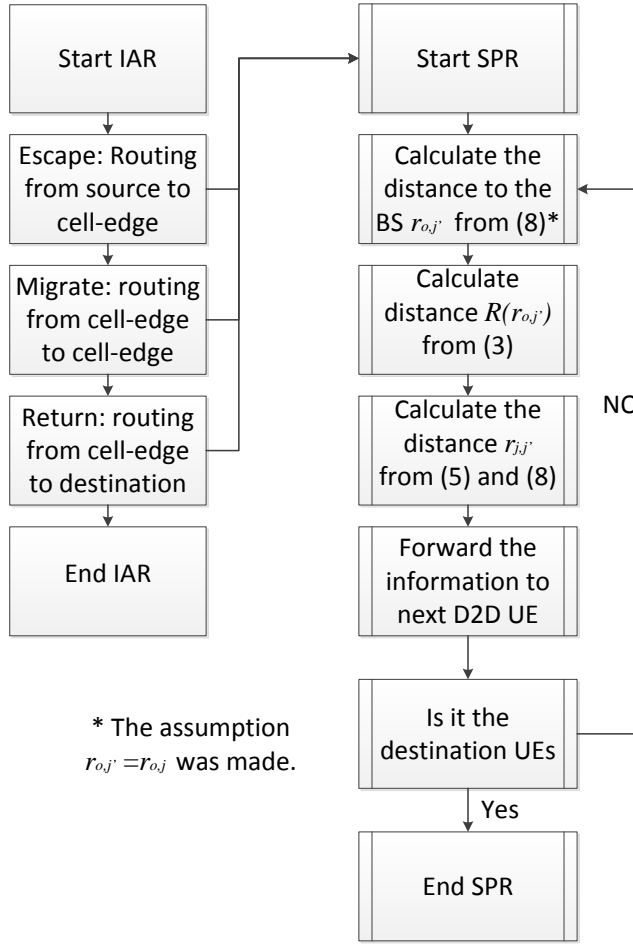 Start IAR
Escape: Routing
from source to
cell-edge
Migrate: routing
from cell-edge
to cell-edge
Return: routing
from cell-edge
to destination
End IAR
* The assumption
r_{o,j'} =r_{o,j} was made.
Start SPR
Calculate the
distance to the
BS r_{o,j'} from (8)*
Calculate
distance R(r_{o,j'})
from (3)
Calculate the
distance r_{j,j'}
from (5) and (8)
Forward the
information to
next D2D UE
Is it the
destination UEs
Yes
End SPR
NO